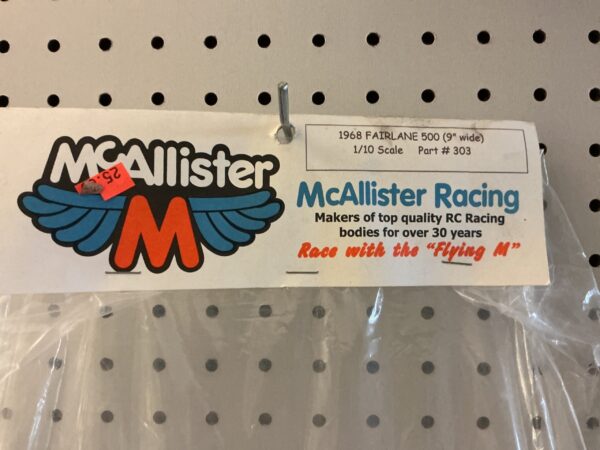 McAllister
M
1968 FAIRLANE 500 (9" wide)
1/10 Scale Part # 303
McAllister Racing
Makers of top quality RC Racing
bodies for over 30 years
Race with the "Flying M"